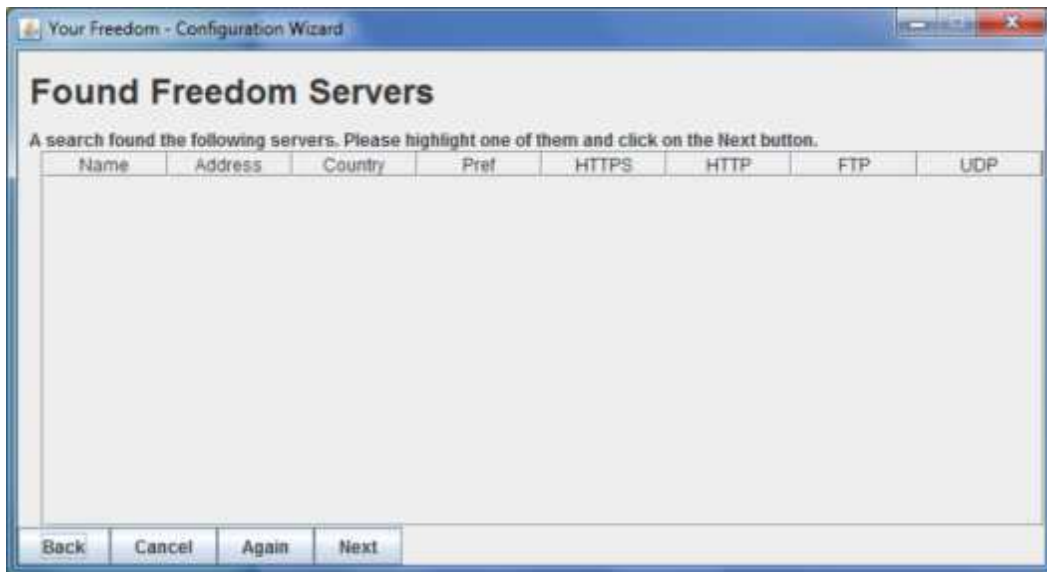 Your Freedom - Configuration Wizard
Found Freedom Servers
A search found the following servers. Please highlight one of them and click on the Next button.
Name Address Country Pref HTTPS HTTP FTP UDP
Back Cancel Again Next